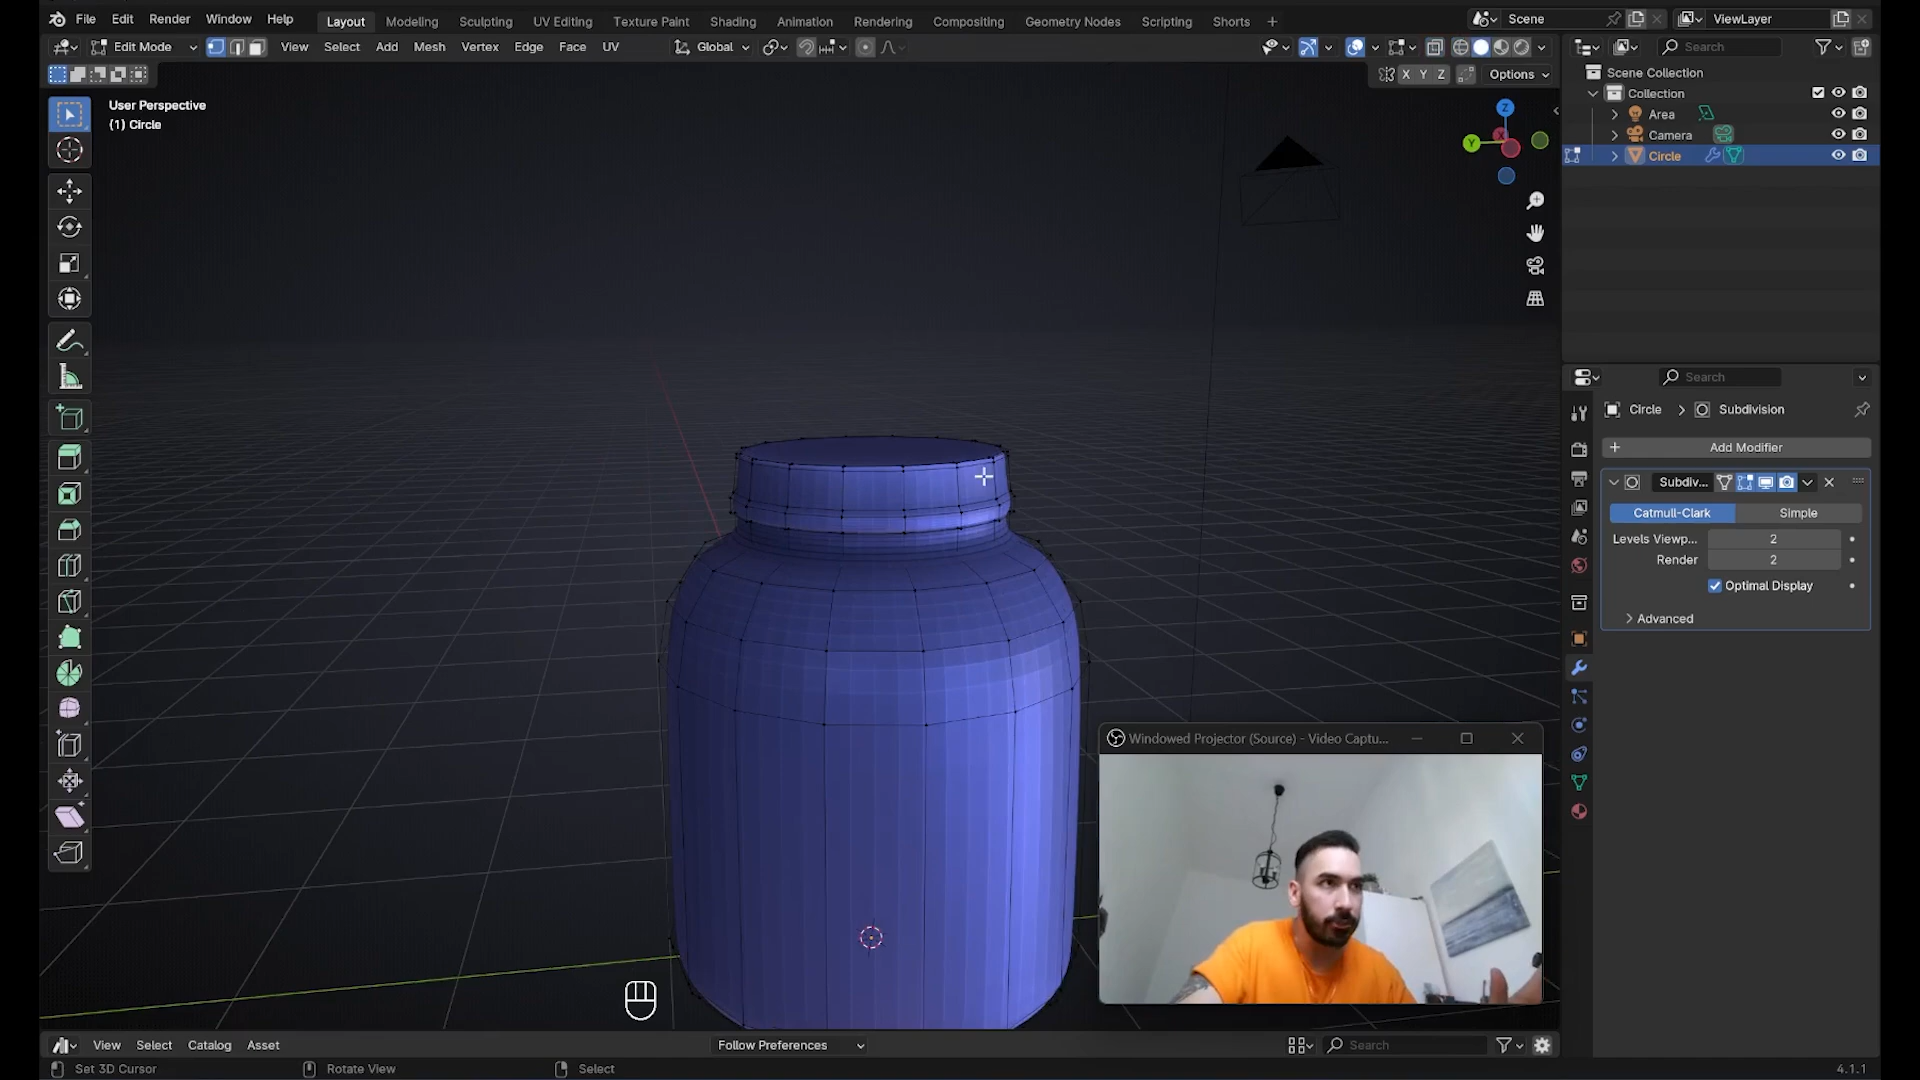 File Edit Render Window Help Layout Modeling Sculpting UV Editing Texture Paint Shading Animation Rendering Compositing Geometry Nodes Scripting Shorts + Scene ViewLayer
Edit Mode View Select Add Mesh Vertex Edge Face UV Global Search
X Y Z Options
Scene Collection
Collection
Area
Camera
Circle
User Perspective
(1) Circle
Z
Y
X
Search
Circle > Subdivision
+ Add Modifier
Subdiv...
Catmull-Clark Simple
Levels Viewp... 2
Render 2
Optimal Display
Advanced
Windowed Projector (Source) - Video Captu...
View Select Catalog Asset Follow Preferences Search
Set 3D Cursor Rotate View Select 4.1.1